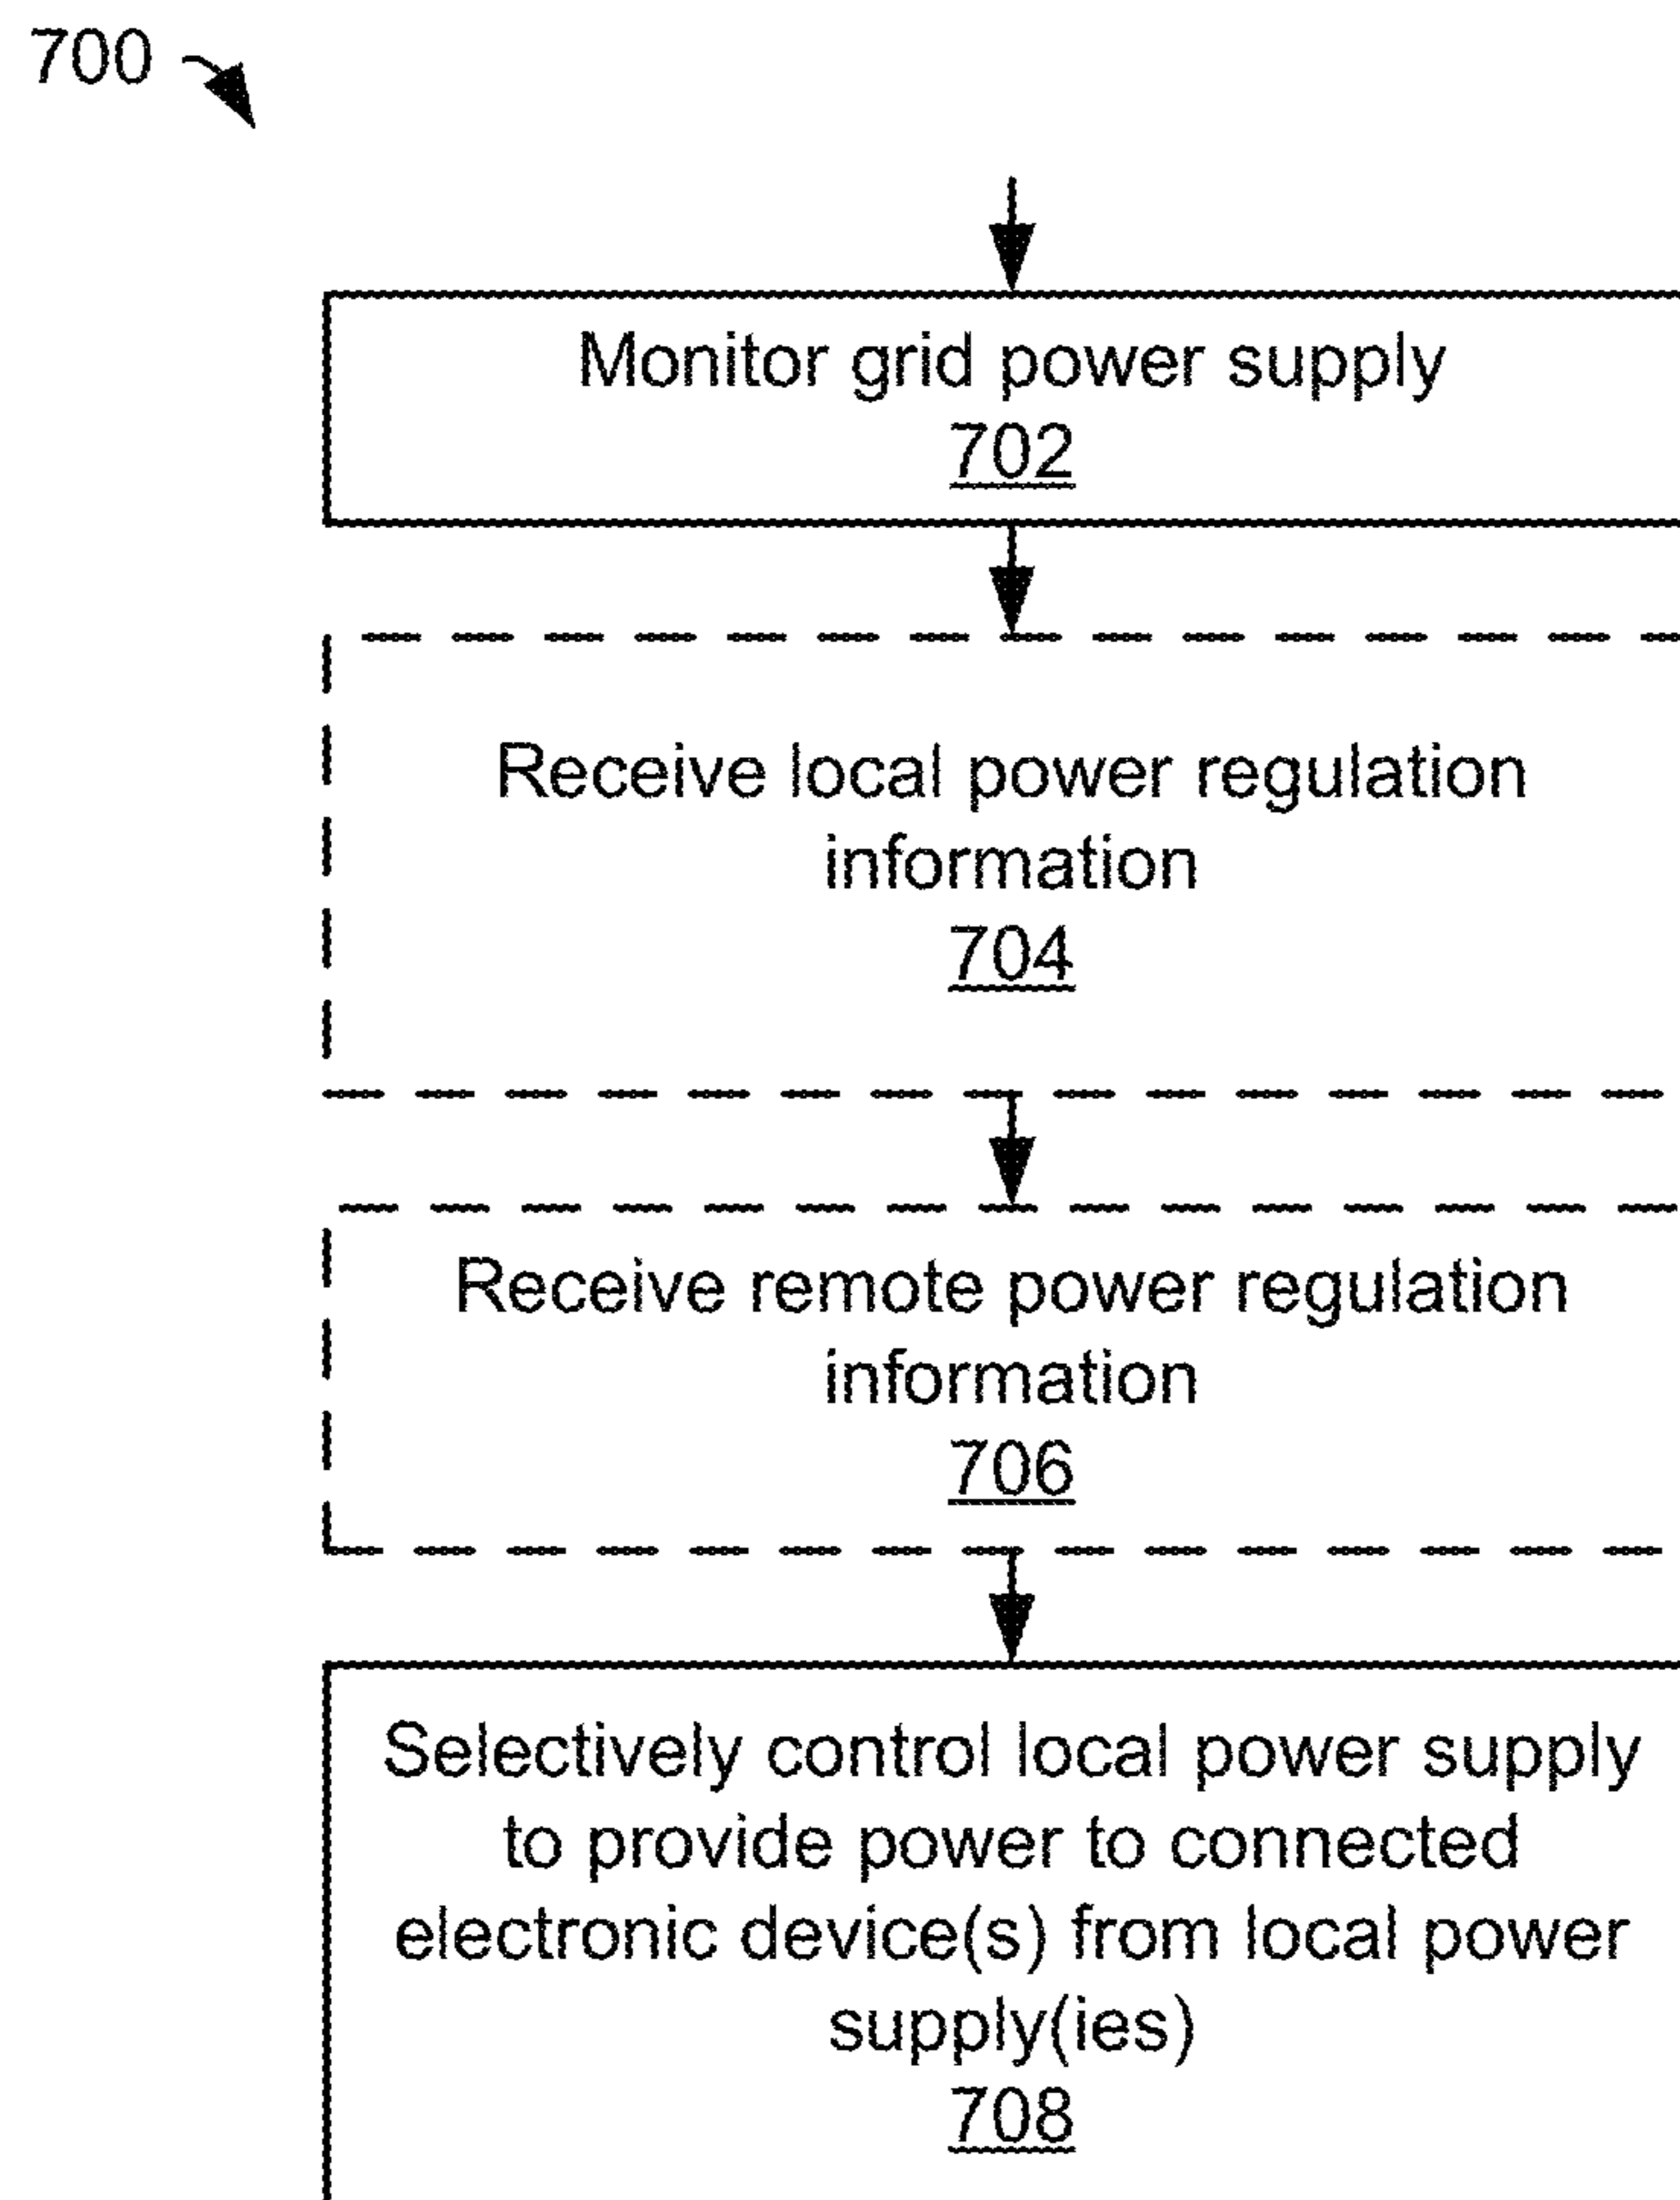 700
Monitor grid power supply
702
Receive local power regulation
information
704
Receive remote power regulation
information
706
Selectively control local power supply
to provide power to connected
electronic device(s) from local power
supply(ies)
708